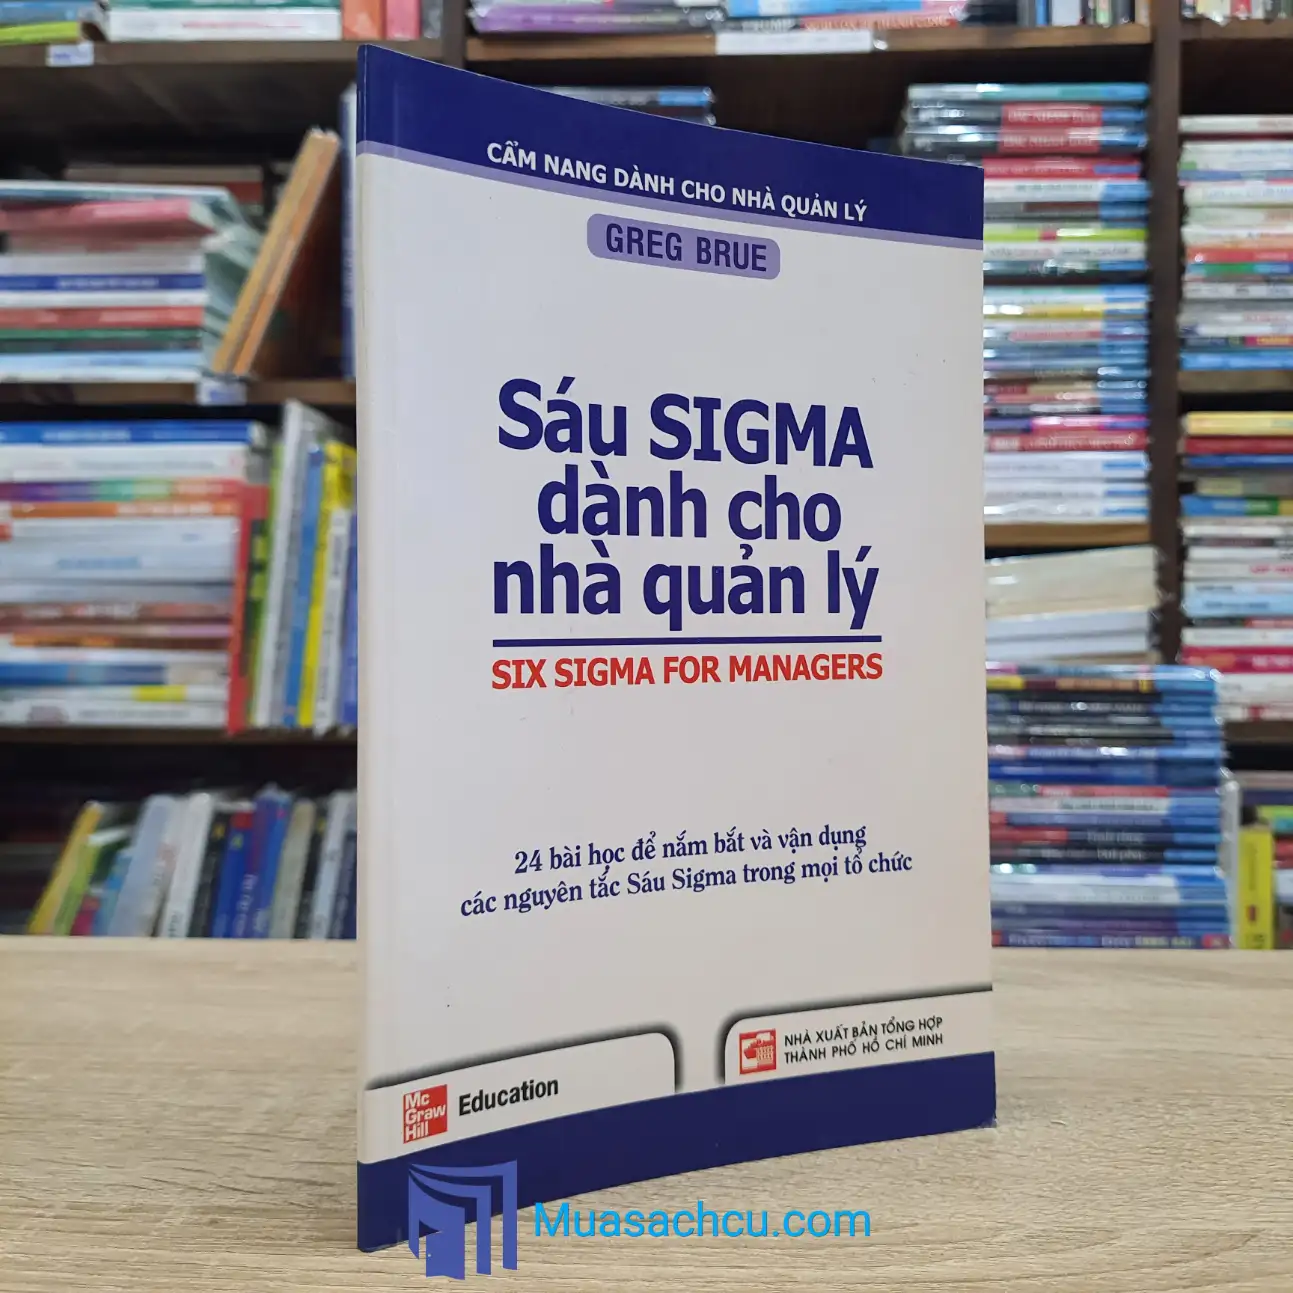 CẨM NANG DÀNH CHO NHÀ QUẢN LÝ
GREG BRUE
Sáu SIGMA
dành cho
nhà quản lý
SIX SIGMA FOR MANAGERS
24 bài học để nắm bắt và vận dụng
các nguyên tắc Sáu Sigma trong mọi tổ chức
Mc
Graw
Hill
Education
NHÀ XUẤT BẢN TỔNG HỢP
THÀNH PHỐ HỒ CHÍ MINH
Muasachcu.com